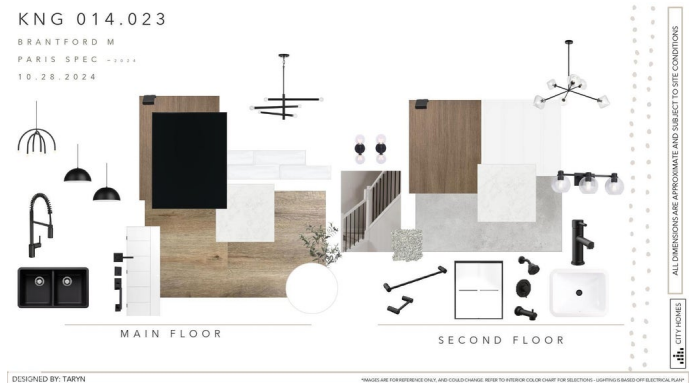 KNG 014.023
BRANTFORD M
PARIS SPEC -2026
10.28.2024
MAIN FLOOR
SECOND FLOOR
ALL DIMENSIONS ARE APPROXIMATE AND SUBJECT TO SITE CONDITIONS
CITY HOMES
DESIGNED BY: TARYN
*IMAGES ARE FOR REFERENCE ONLY, AND COULD CHANGE. REFER TO INTERIOR COLOR CHART FOR SELECTIONS - LIGHTING IS BASED OFF ELECTRICAL PLAN*